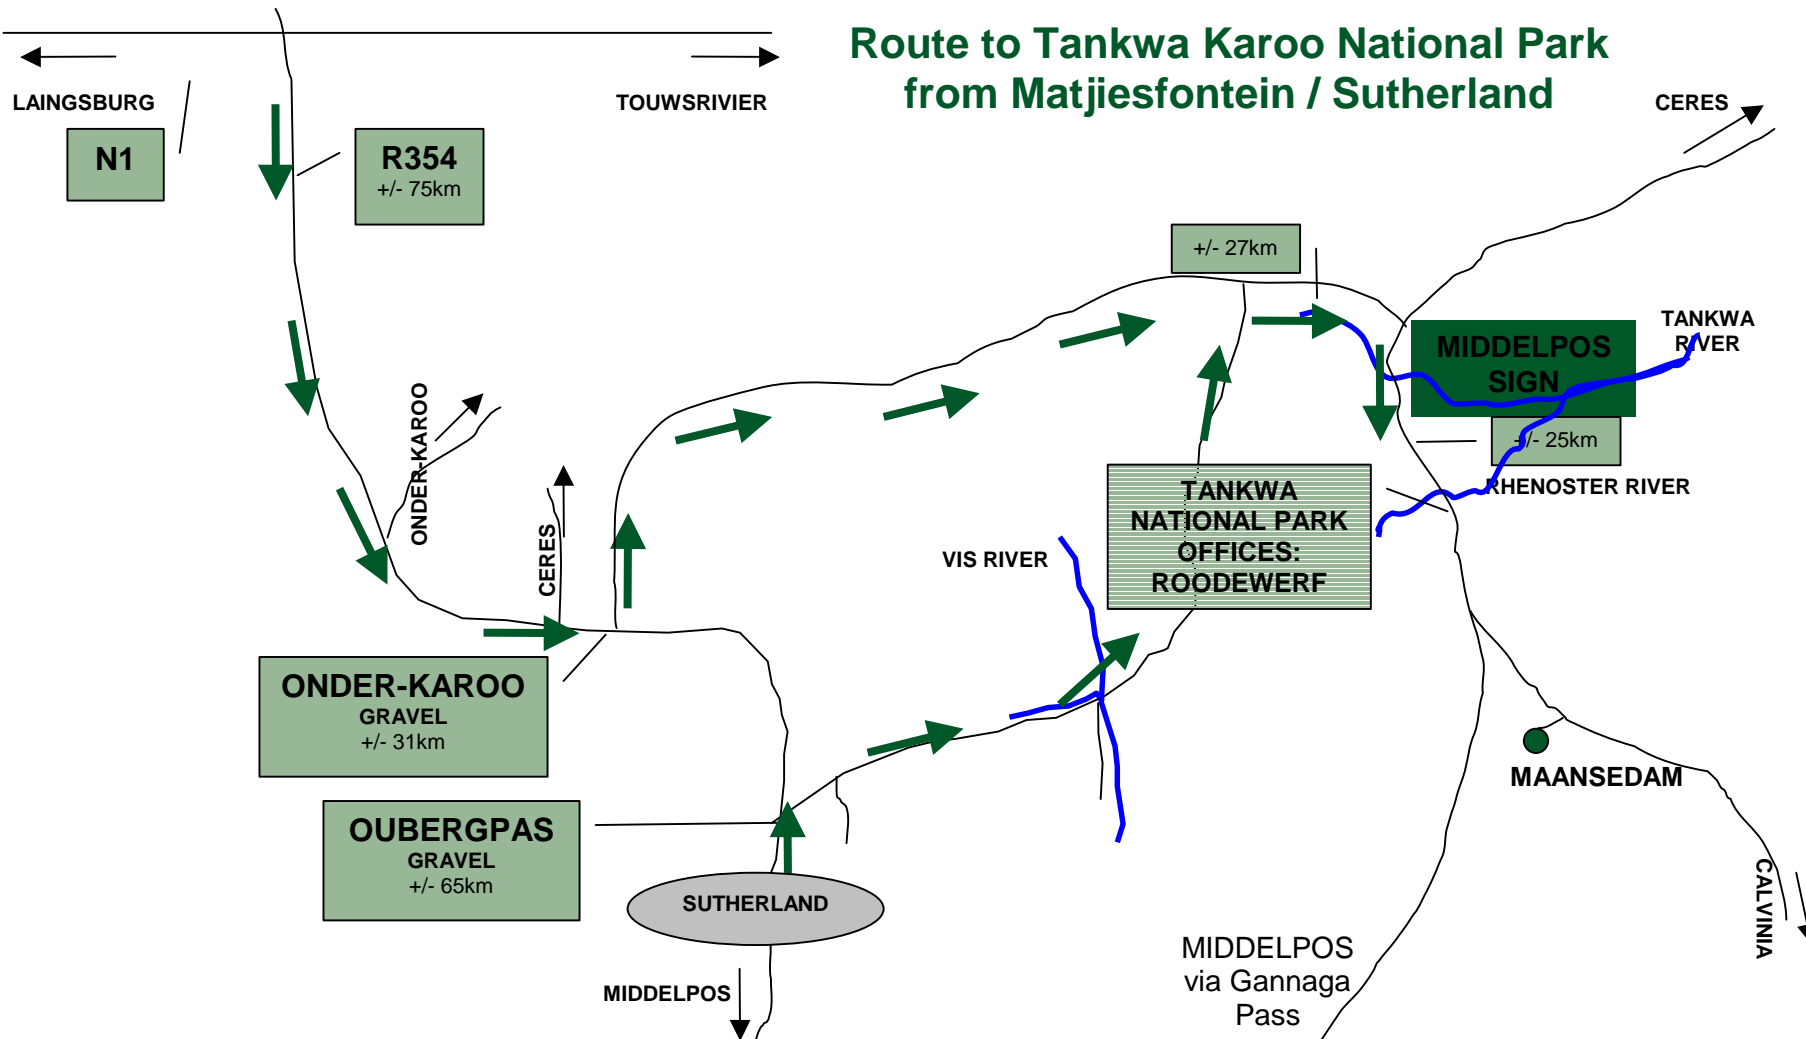 Route to Tankwa Karoo National Park
from Matjiesfontein / Sutherland
LAINGSBURG
TOUWSRIVIER
CERES
N1
R354
+/- 75km
+/- 27km
TANKWA
RIVER
MIDDELPOS
SIGN
+/- 25km
ONDER-KAROO
RHENOSTER RIVER
TANKWA
NATIONAL PARK
OFFICES:
ROODEWERF
CERES
VIS RIVER
ONDER-KAROO
GRAVEL
+/- 31km
MAANSEDAM
OUBERGPAS
GRAVEL
+/- 65km
SUTHERLAND
CALVINIA
MIDDELPOS
MIDDELPOS
via Gannaga
Pass